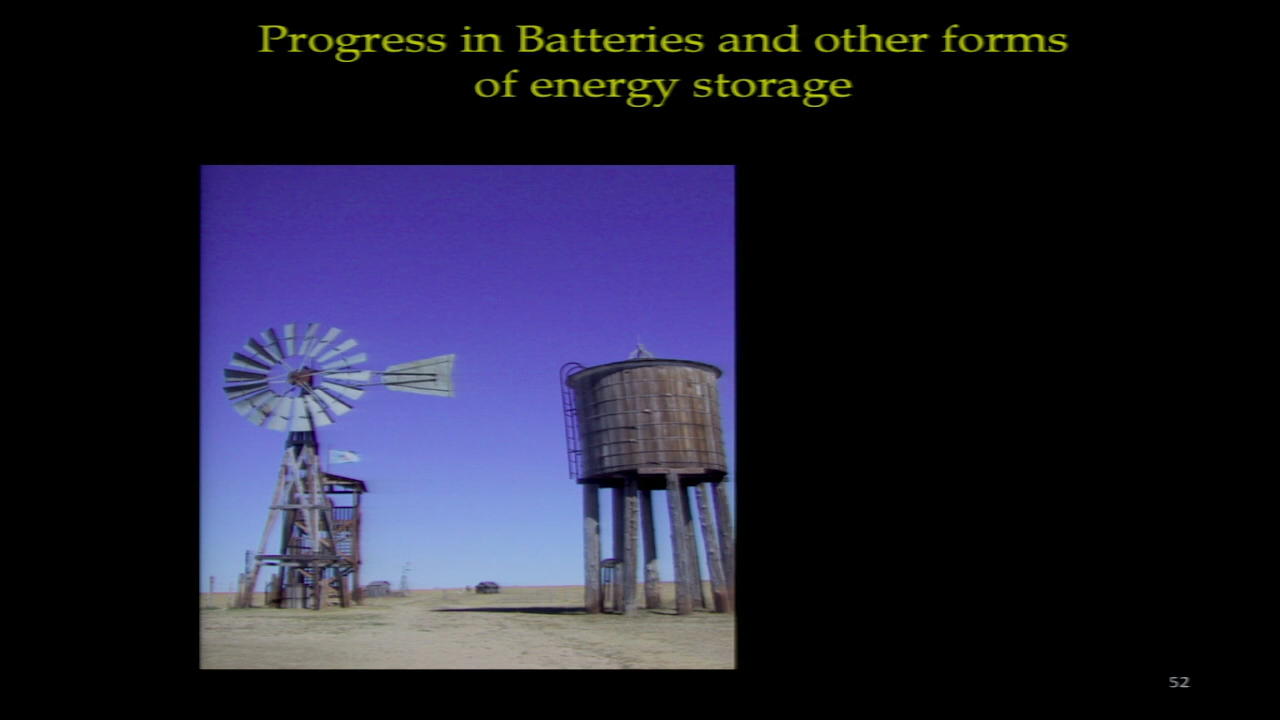 Progress in Batteries and other forms
of energy storage
52